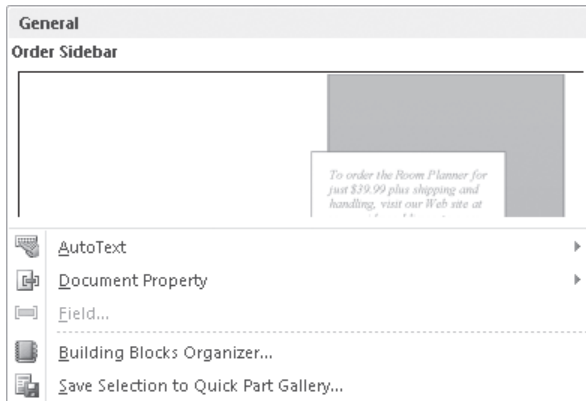 General
Order Sidebar
To order the Room Planner for
just $39.99 plus shipping and
handling, visit our Web site at
AutoText
Document Property
Field...
Building Blocks Organizer...
Save Selection to Quick Part Gallery...